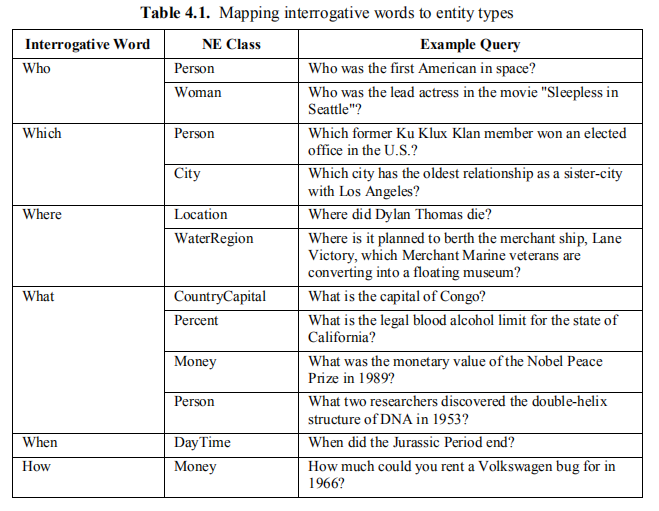 Table 4.1. Mapping interrogative words to entity types
Interrogative Word NE Class Example Query
Who Person Who was the first American in space?
Woman Who was the lead actress in the movie "Sleepless in
Seattle"?
Which Person Which former Ku Klux Klan member won an elected
office in the U.S.?
City Which city has the oldest relationship as a sister-city
with Los Angeles?
Where Location Where did Dylan Thomas die?
WaterRegion Where is it planned to berth the merchant ship, Lane
Victory, which Merchant Marine veterans are
converting into a floating museum?
What CountryCapital What is the capital of Congo?
Percent What is the legal blood alcohol limit for the state of
California?
Money What was the monetary value of the Nobel Peace
Prize in 1989?
Person What two researchers discovered the double-helix
structure of DNA in 1953?
When DayTime When did the Jurassic Period end?
How Money How much could you rent a Volkswagen bug for in
1966?